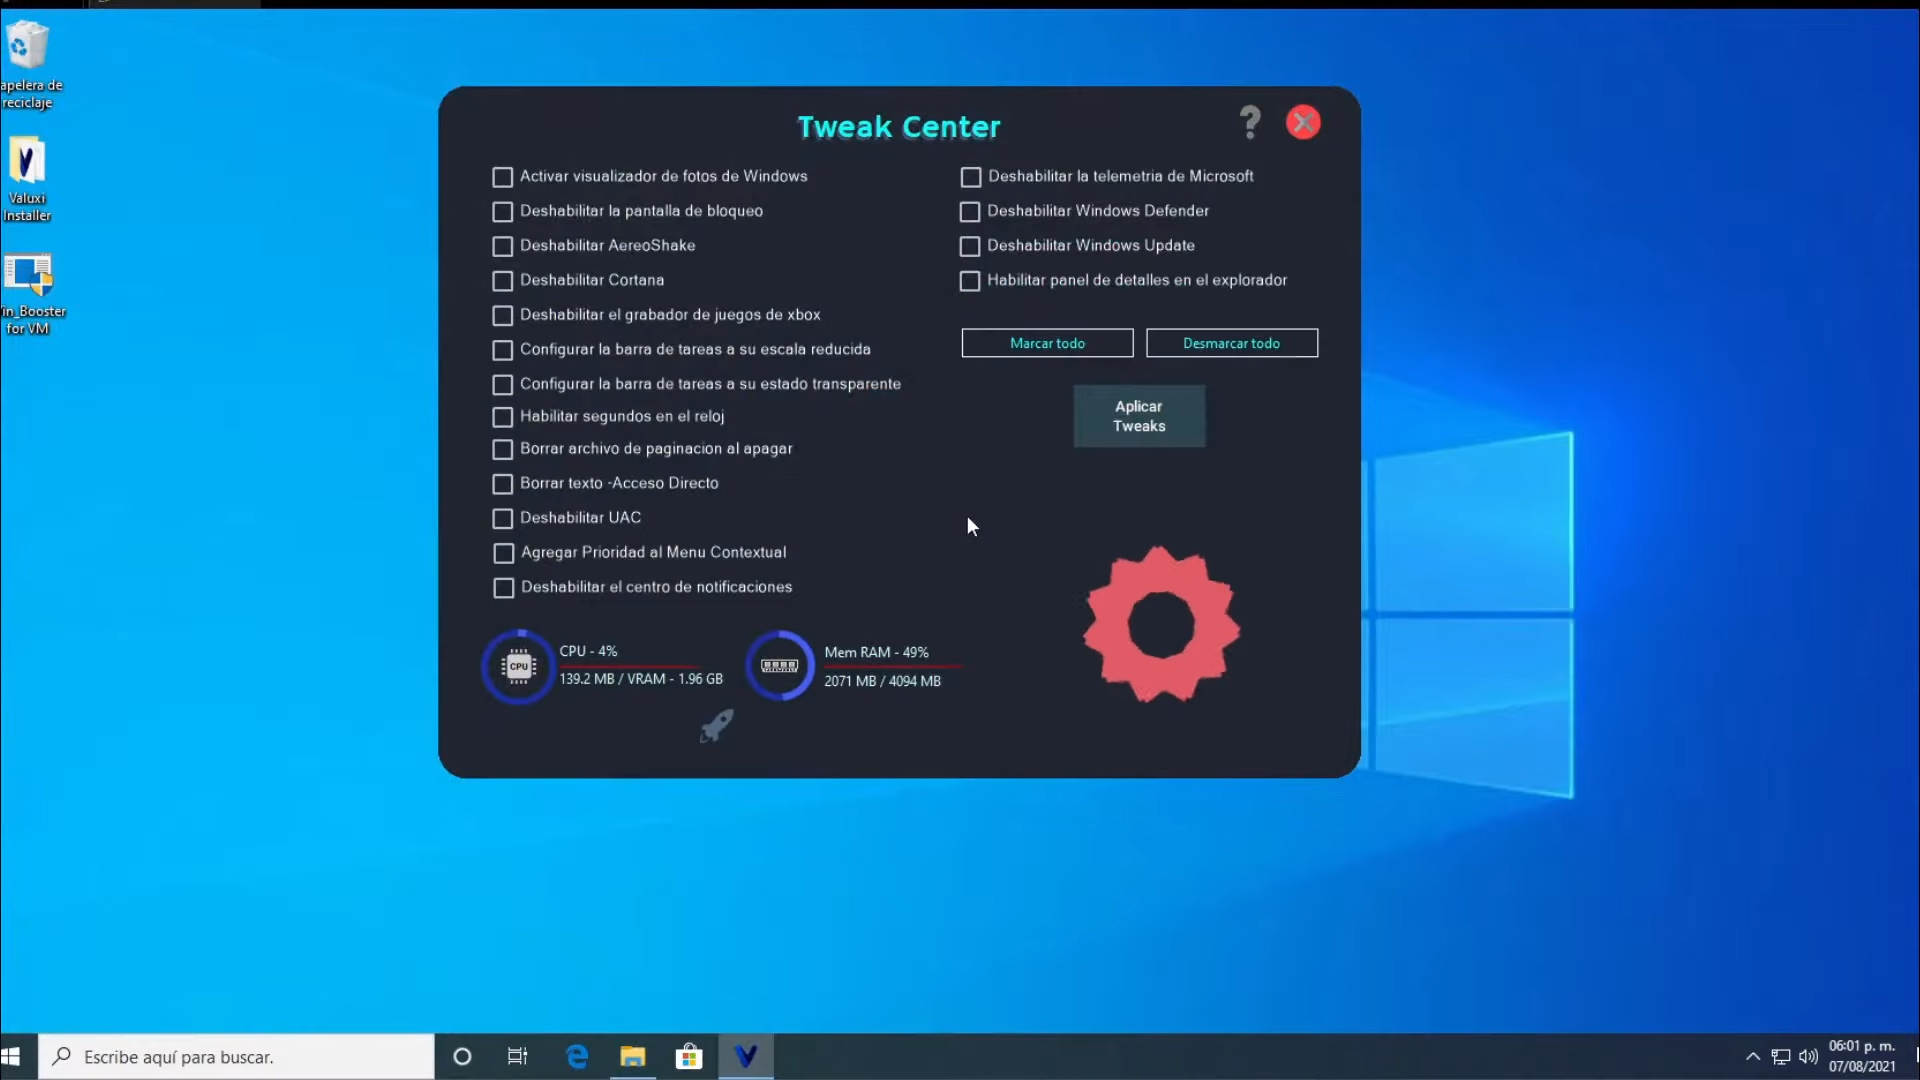 apelera de
reciclaje
Valuxi
Installer
in_Booster
for VM
Tweak Center
?
Activar visualizador de fotos de Windows
Deshabilitar la pantalla de bloqueo
Deshabilitar AereoShake
Deshabilitar Cortana
Deshabilitar el grabador de juegos de xbox
Configurar la barra de tareas a su escala reducida
Configurar la barra de tareas a su estado transparente
Habilitar segundos en el reloj
Borrar archivo de paginacion al apagar
Borrar texto -Acceso Directo
Deshabilitar UAC
Agregar Prioridad al Menu Contextual
Deshabilitar el centro de notificaciones
Deshabilitar la telemetria de Microsoft
Deshabilitar Windows Defender
Deshabilitar Windows Update
Habilitar panel de detalles en el explorador
Marcar todo
Desmarcar todo
Aplicar
Tweaks
CPU
CPU - 4%
139.2 MB / VRAM - 1.96 GB
Mem RAM - 49%
2071 MB / 4094 MB
Escribe aquí para buscar.
06:01 p. m.
07/08/2021